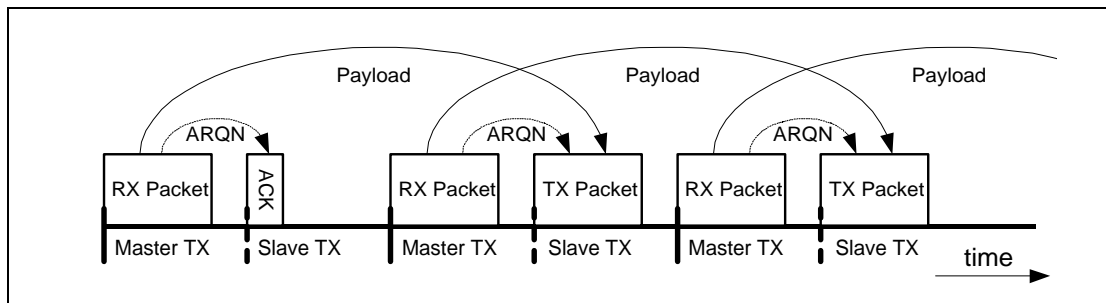 Payload Payload Payload
ARQN ARQN ARQN
RX Packet ACK RX Packet TX Packet RX Packet TX Packet
Master TX Slave TX Master TX Slave TX Master TX Slave TX
time